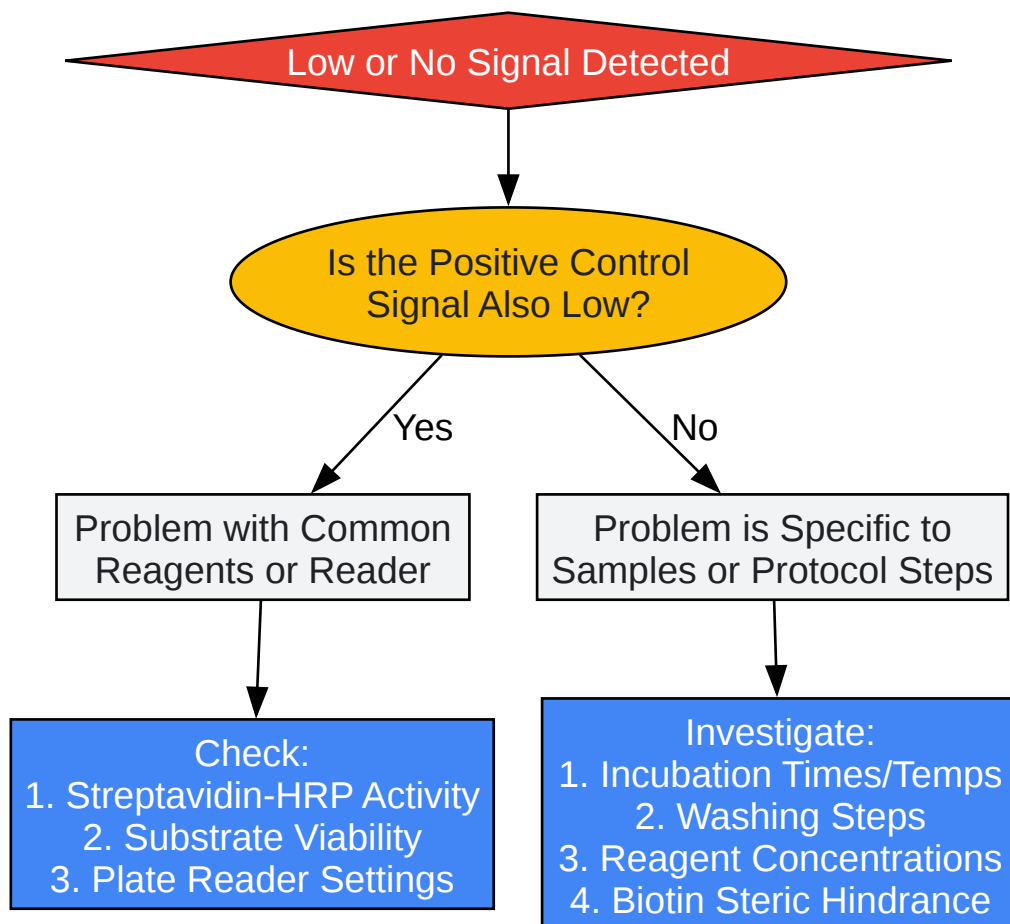 Low or No Signal Detected
Is the Positive Control
Signal Also Low?
Yes
No
Problem with Common
Reagents or Reader
Problem is Specific to
Samples or Protocol Steps
Check:
1. Streptavidin-HRP Activity
2. Substrate Viability
3. Plate Reader Settings
Investigate:
1. Incubation Times/Temps
2. Washing Steps
3. Reagent Concentrations
4. Biotin Steric Hindrance